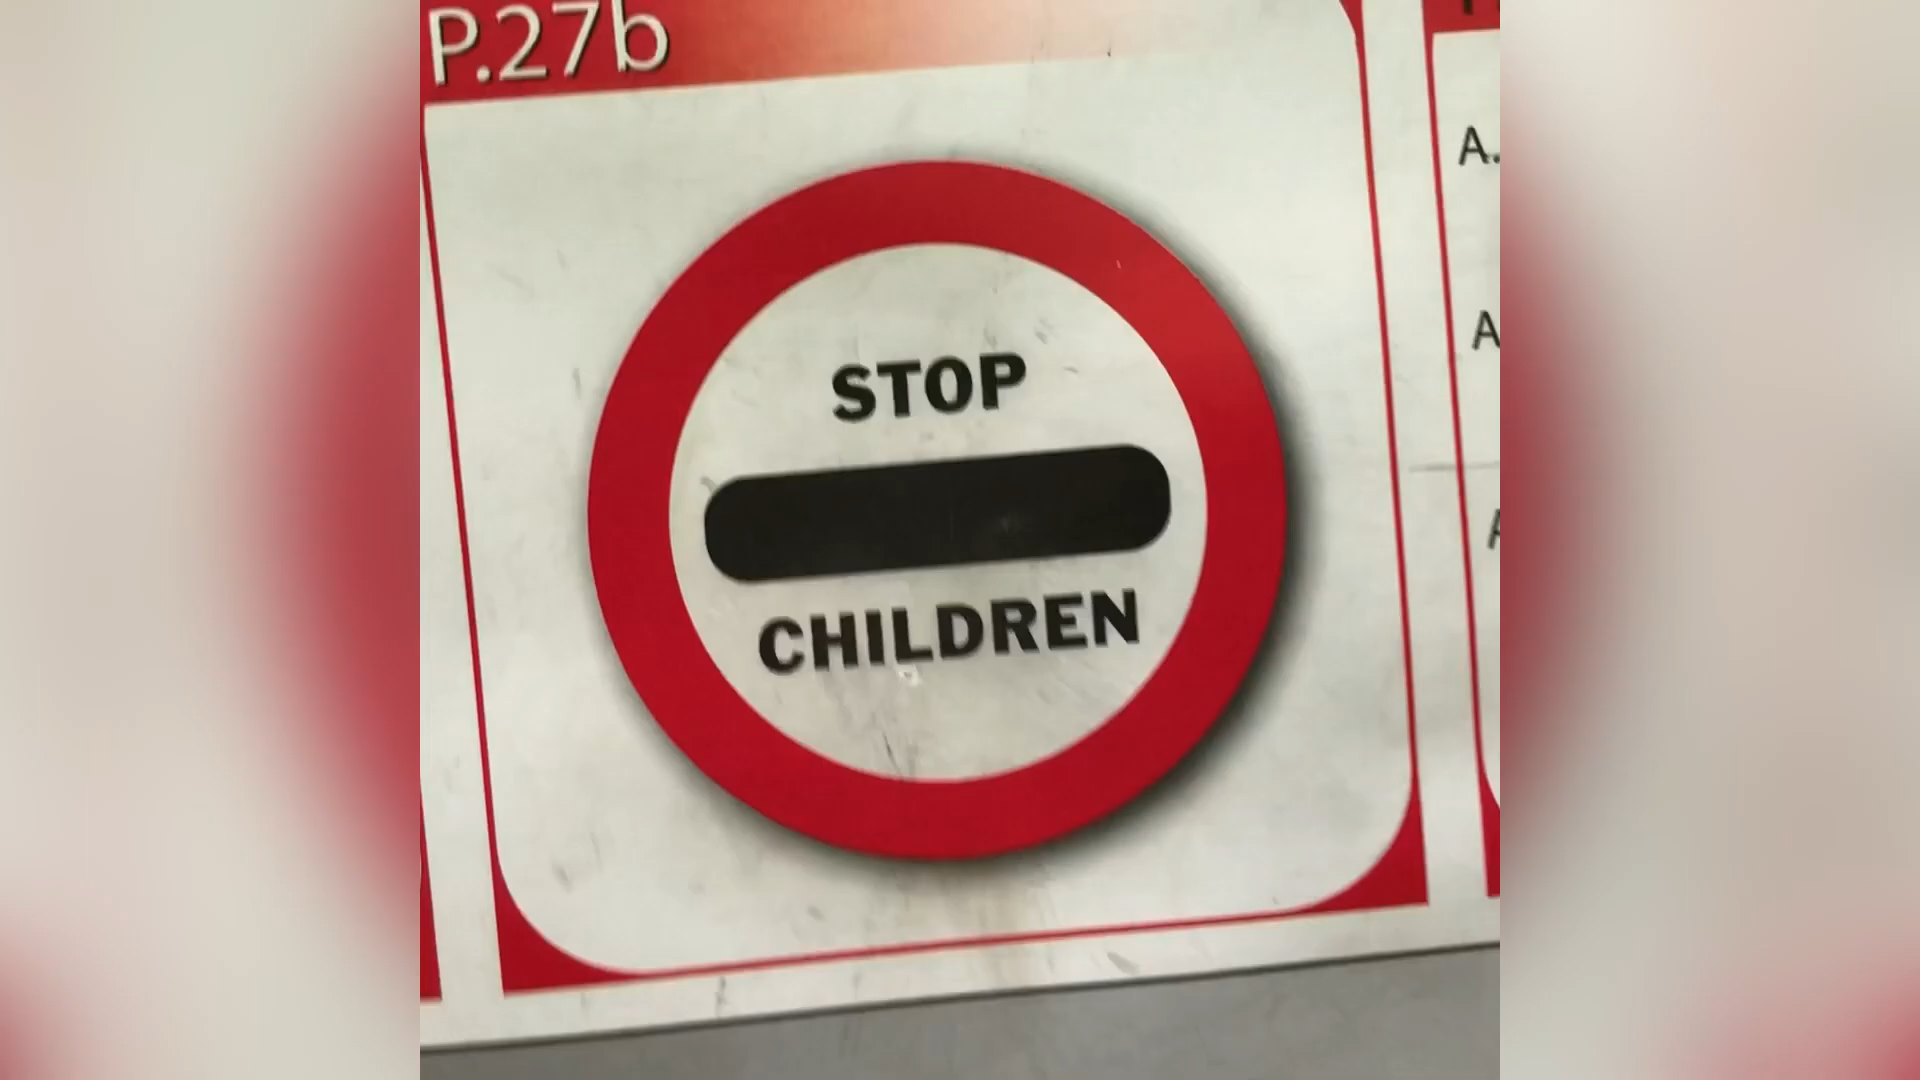 P.27b
STOP
CHILDREN
A.
A